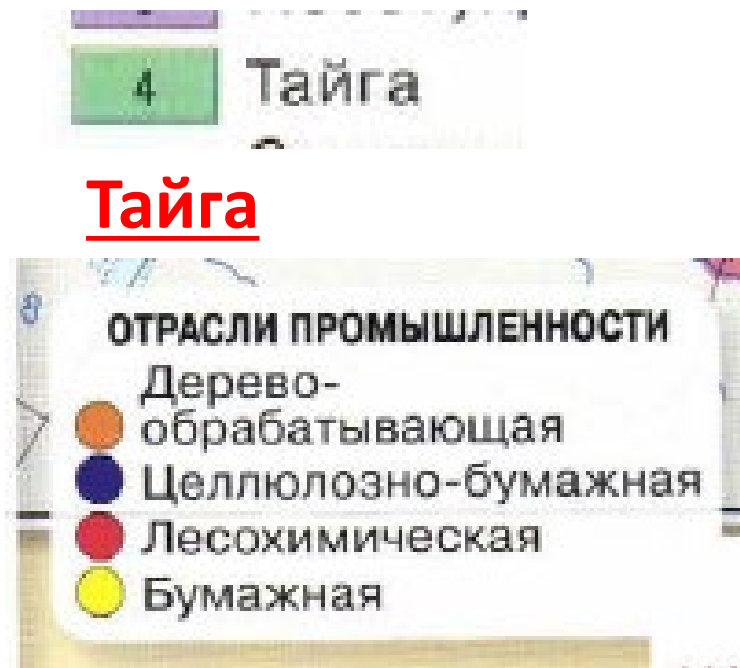 4 Тайга
Тайга
ОТРАСЛИ ПРОМЫШЛЕННОСТИ
Дерево-
обрабатывающая
Целлюлозно-бумажная
Лесохимическая
Бумажная